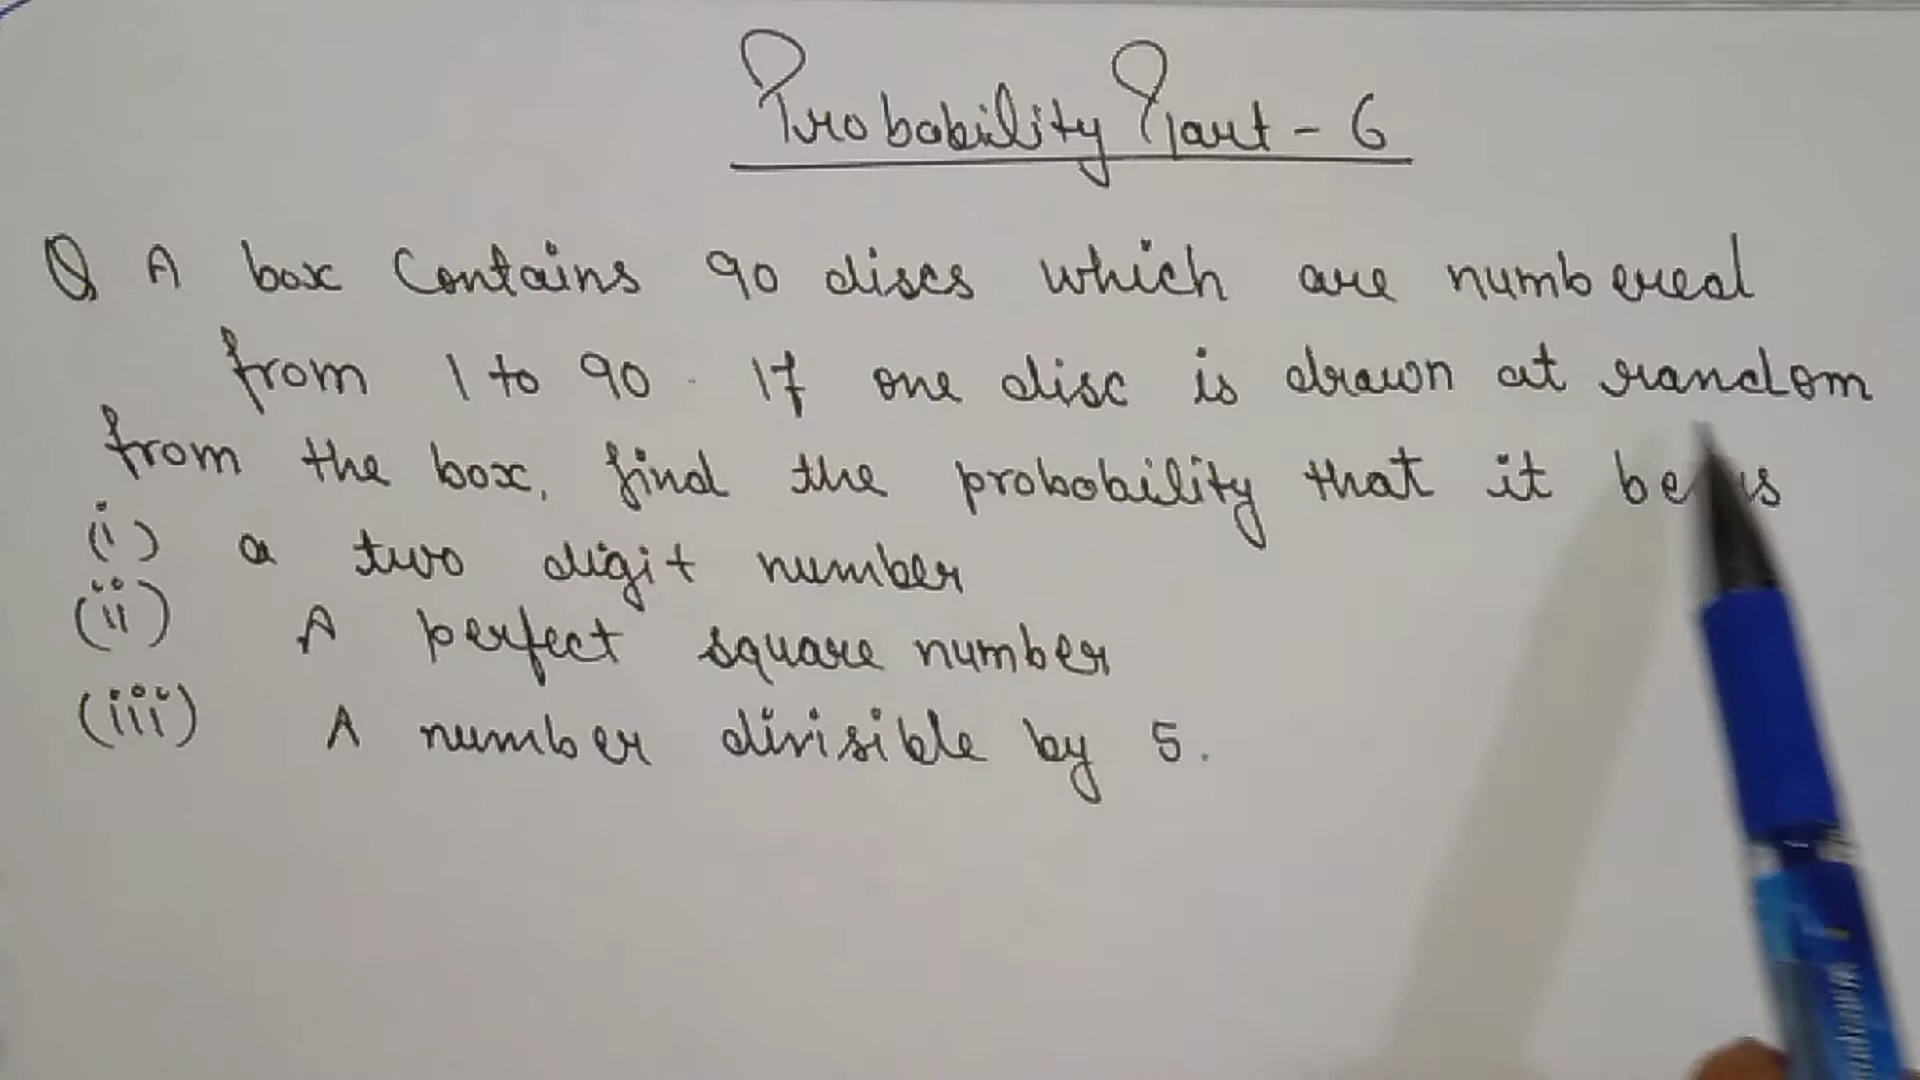 Probability Part - 6
Q A box Contains 90 discs which are numbered
from 1 to 90. If one disc is drawn at random
from the box, find the probability that it
(i) a two digit number
(ii) A perfect square number
(iii) A number divisible by 5.